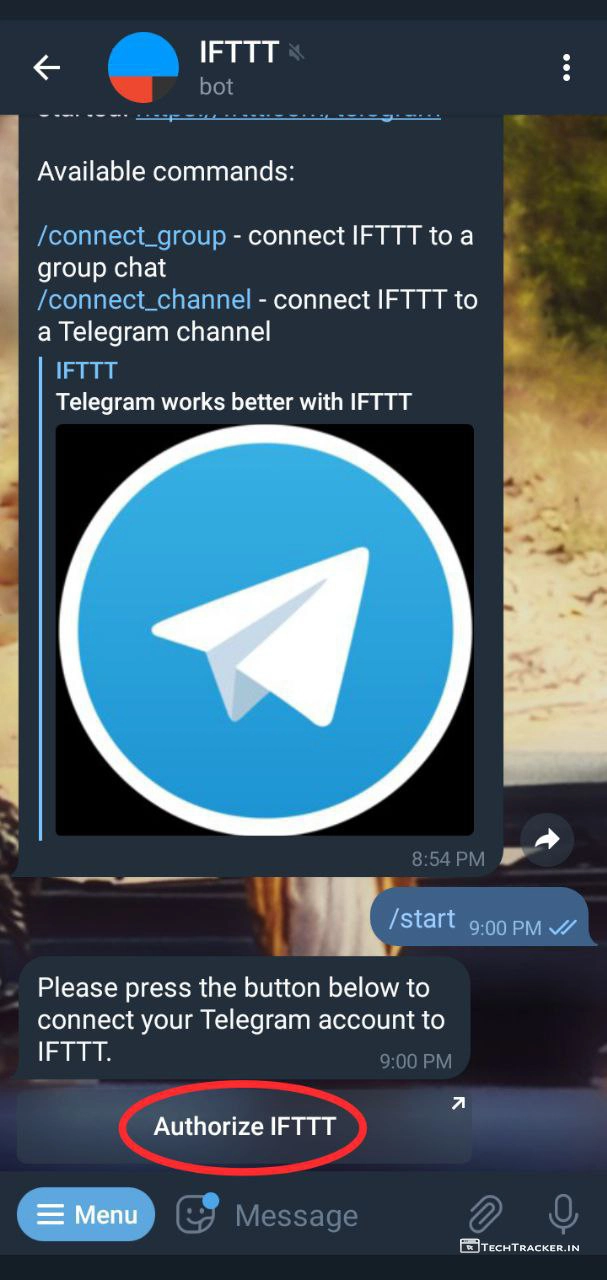 IFTTT
bot
Available commands:
/connect_group - connect IFTTT to a
group chat
/connect_channel - connect IFTTT to
a Telegram channel
IFTTT
Telegram works better with IFTTT
8:54 PM
/start 9:00 PM
Please press the button below to
connect your Telegram account to
IFTTT.
9:00 PM
Authorize IFTTT
Menu
Message
TECHTRACKER.IN